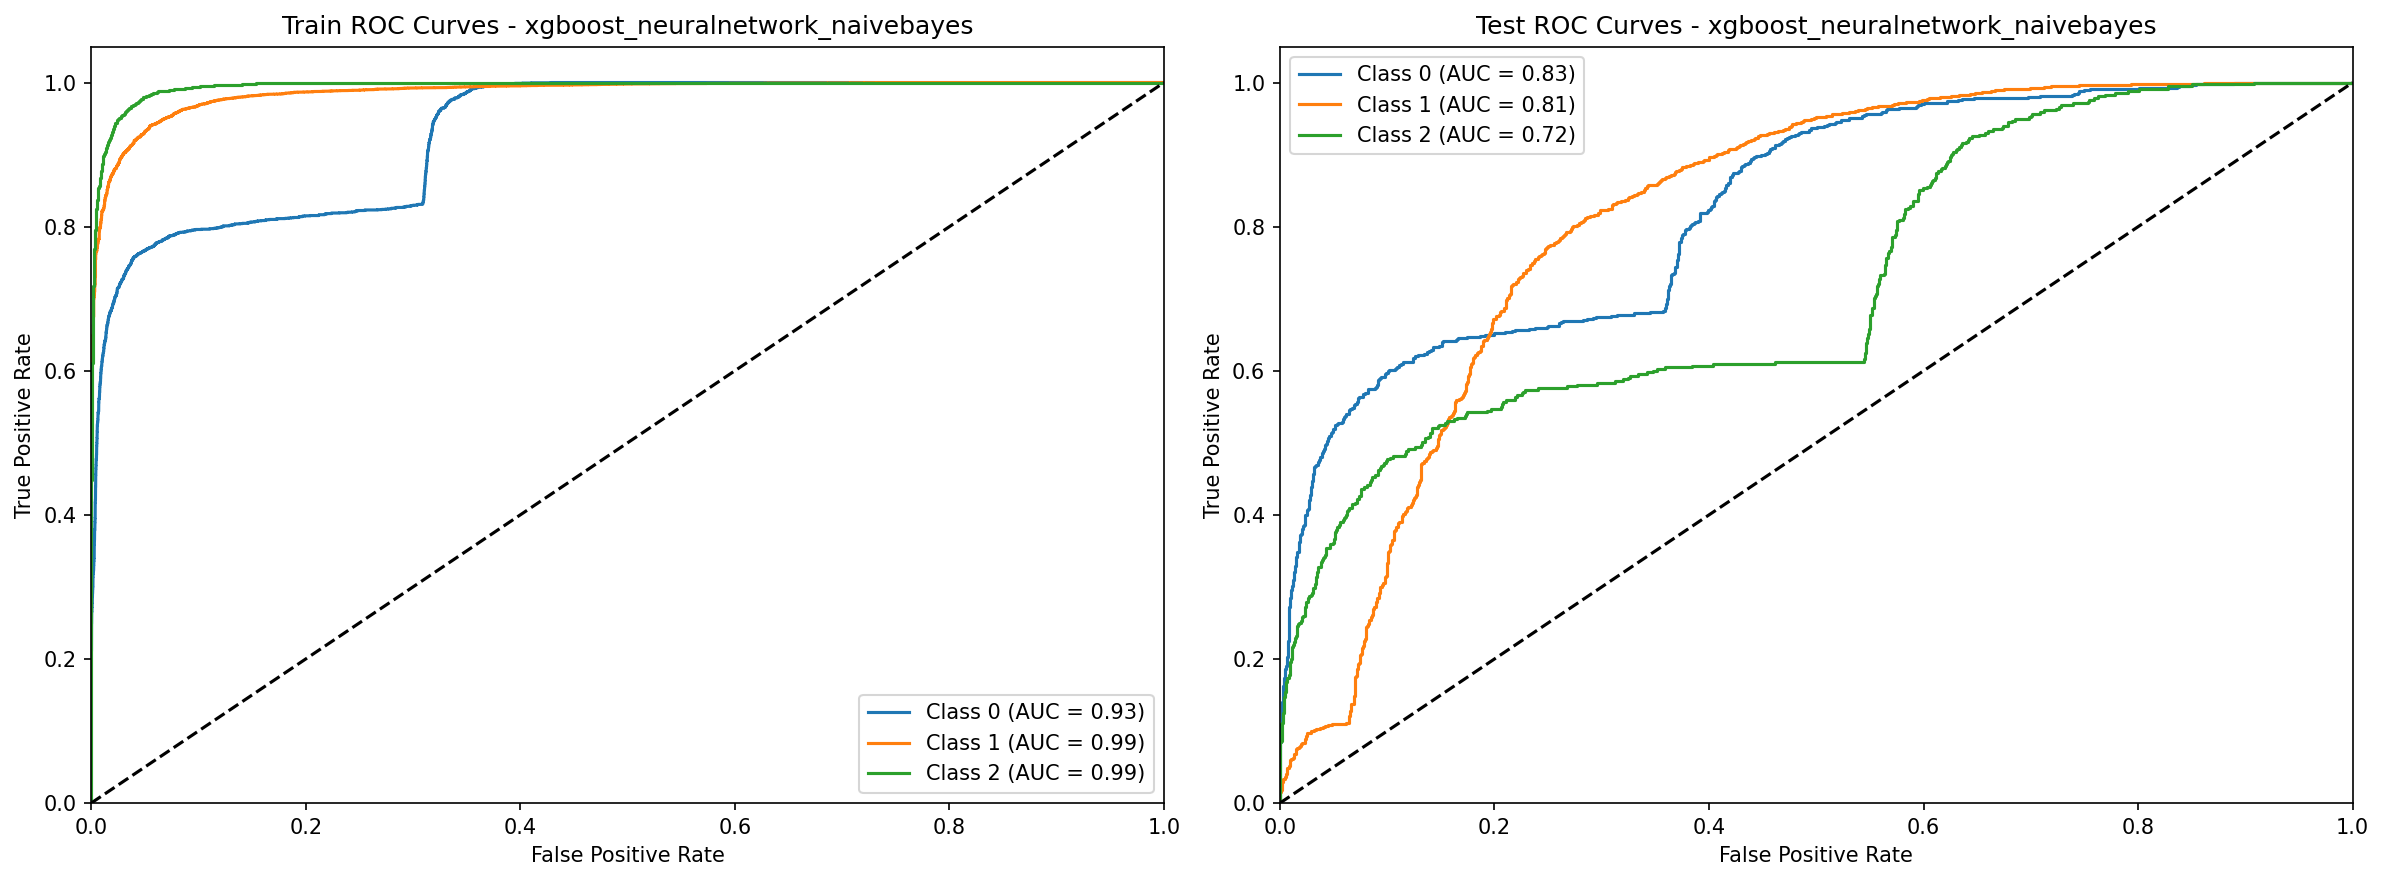 Train ROC Curves - xgboost_neuralnetwork_naivebayes
True Positive Rate
1.0
0.8
0.6
0.4
0.2
0.0
Class 0 (AUC = 0.93)
Class 1 (AUC = 0.99)
Class 2 (AUC = 0.99)
0.0 0.2 0.4 0.6 0.8 1.0
False Positive Rate
Test ROC Curves - xgboost_neuralnetwork_naivebayes
Class 0 (AUC = 0.83)
Class 1 (AUC = 0.81)
Class 2 (AUC = 0.72)
True Positive Rate
1.0
0.8
0.6
0.4
0.2
0.0
0.0 0.2 0.4 0.6 0.8 1.0
False Positive Rate